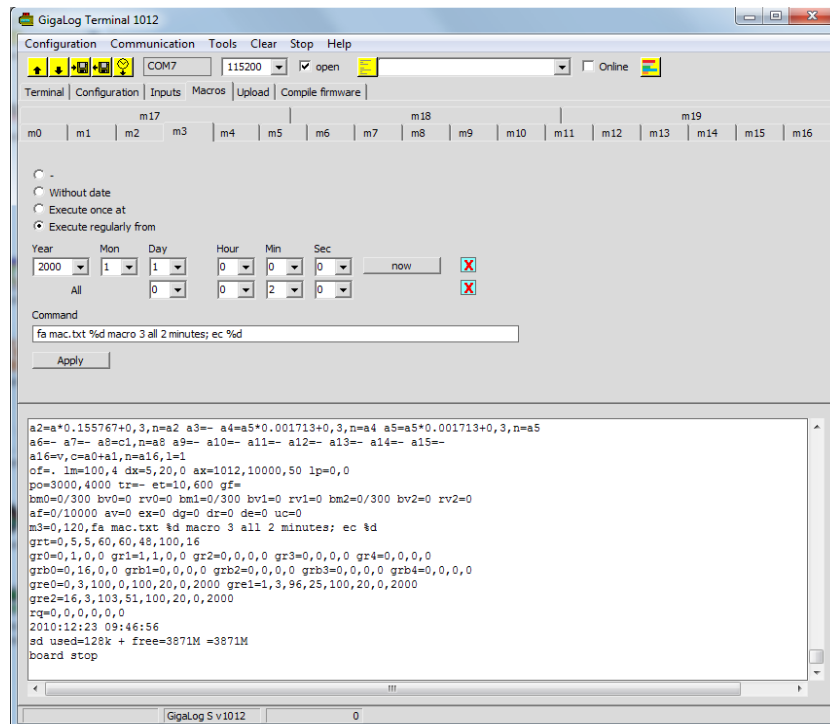 GigaLog Terminal 1012
Configuration Communication Tools Clear Stop Help
COM7 115200 open Online
Terminal Configuration Inputs Macros Upload Compile firmware
m17 m18 m19
m0 m1 m2 m3 m4 m5 m6 m7 m8 m9 m10 m11 m12 m13 m14 m15 m16
-
Without date
Execute once at
Execute regularly from
Year Mon Day Hour Min Sec
2000 1 1 0 0 0 now X
All 0 0 2 0 X
Command
fa mac.txt %d macro 3 all 2 minutes; ec %d
Apply
a2=a*0.155767+0,3,n=a2 a3=- a4=a5*0.001713+0,3,n=a4 a5=a5*0.001713+0,3,n=a5
a6=- a7=- a8=c1,n=a8 a9=- a10=- a11=- a12=- a13=- a14=- a15=-
a16=v,c=a0+a1,n=a16,l=1
of=. lm=100,4 dx=5,20,0 ax=1012,10000,50 lp=0,0
po=3000,4000 tr=- et=10,600 gf=
bm0=0/300 bv0=0 rv0=0 bm1=0/300 bv1=0 rv1=0 bm2=0/300 bv2=0 rv2=0
af=0/10000 av=0 ex=0 dg=0 dr=0 de=0 uc=0
m3=0,120,fa mac.txt %d macro 3 all 2 minutes; ec %d
grt=0,5,5,60,60,48,100,16
gr0=0,1,0,0 gr1=1,1,0,0 gr2=0,0,0,0 gr3=0,0,0,0 gr4=0,0,0,0
grb0=0,16,0,0 grb1=0,0,0,0 grb2=0,0,0,0 grb3=0,0,0,0 grb4=0,0,0,0
gre0=0,3,100,0,100,20,0,2000 gre1=1,3,96,25,100,20,0,2000
gre2=16,3,103,51,100,20,0,2000
rq=0,0,0,0,0,0
2010:12:23 09:46:56
sd used=128k + free=3871M =3871M
board stop
GigaLog S v1012 0